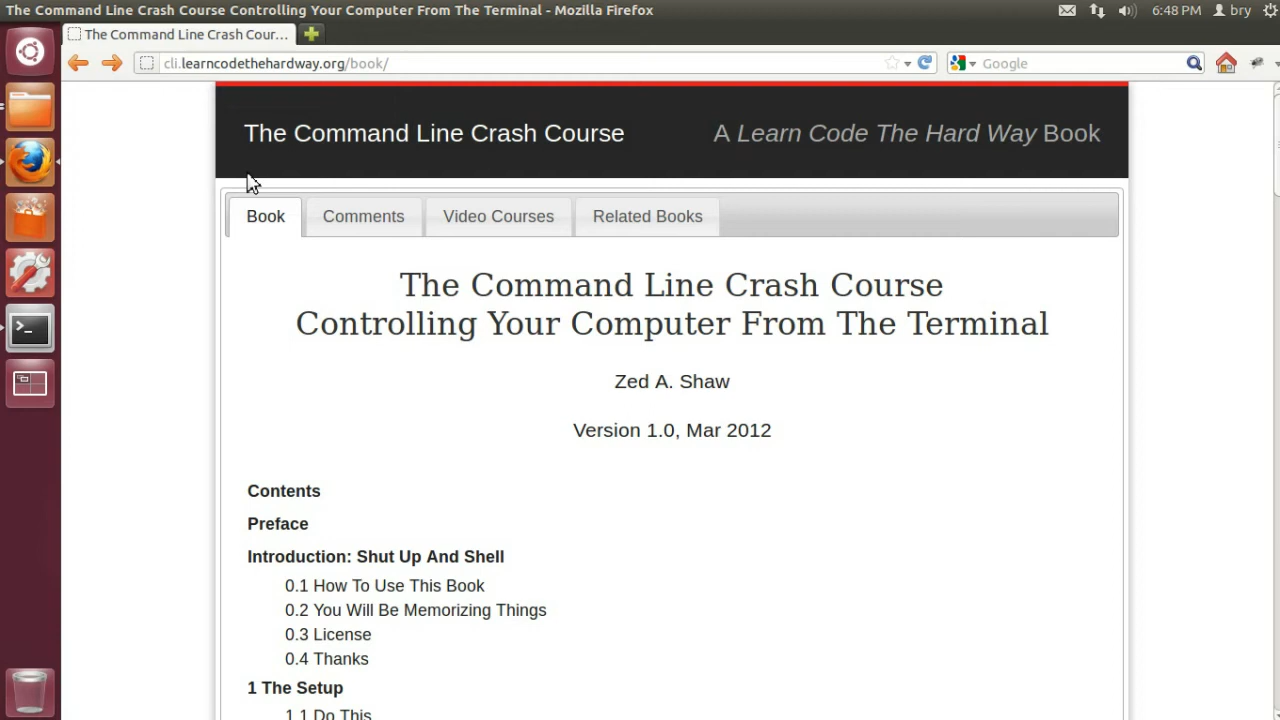 The Command Line Crash Course Controlling Your Computer From The Terminal - Mozilla Firefox
6:48 PM
bry
The Command Line Crash Cour...
cli.learncodethehardway.org/book/
Google
The Command Line Crash Course
A Learn Code The Hard Way Book
Book
Comments
Video Courses
Related Books
The Command Line Crash Course
Controlling Your Computer From The Terminal
Zed A. Shaw
Version 1.0, Mar 2012
Contents
Preface
Introduction: Shut Up And Shell
0.1 How To Use This Book
0.2 You Will Be Memorizing Things
0.3 License
0.4 Thanks
1 The Setup
1.1 Do This